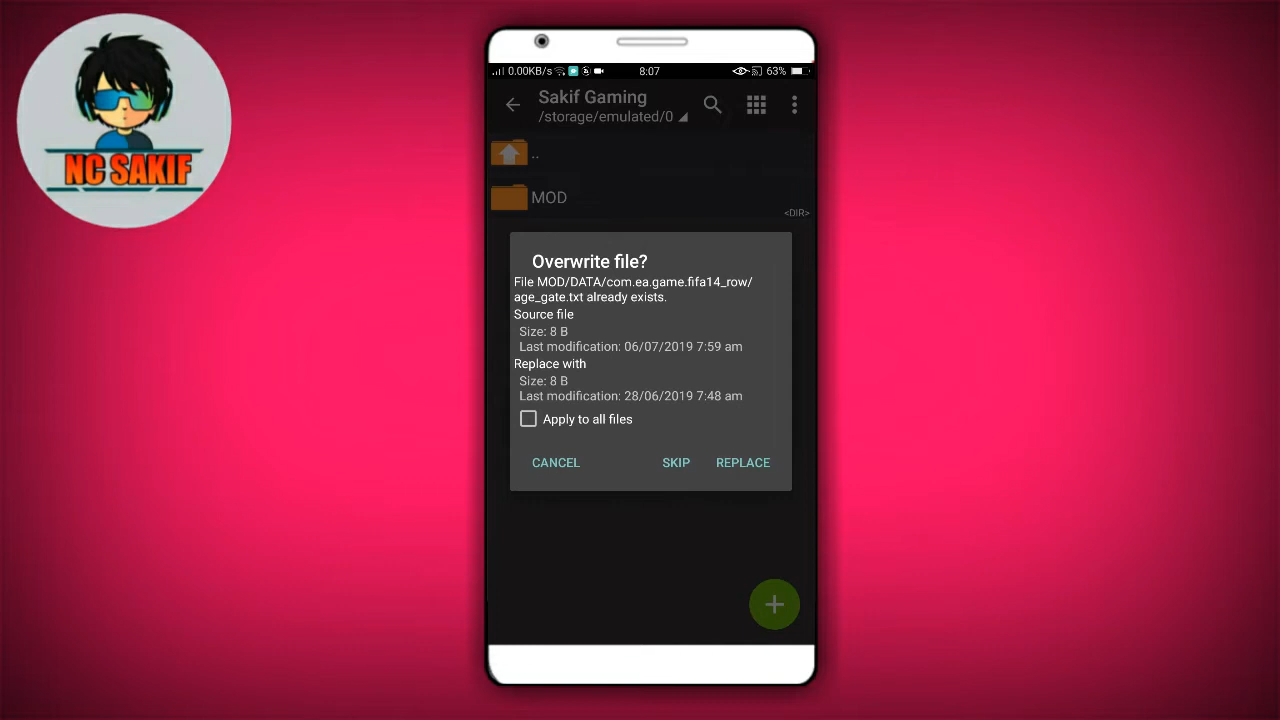 NC SAKIF
0.00KB/s
8:07
63%
Sakif Gaming
/storage/emulated/0
..
MOD
<DIR>
Overwrite file?
File MOD/DATA/com.ea.game.fifa14_row/
age_gate.txt already exists.
Source file
Size: 8 B
Last modification: 06/07/2019 7:59 am
Replace with
Size: 8 B
Last modification: 28/06/2019 7:48 am
Apply to all files
CANCEL SKIP REPLACE